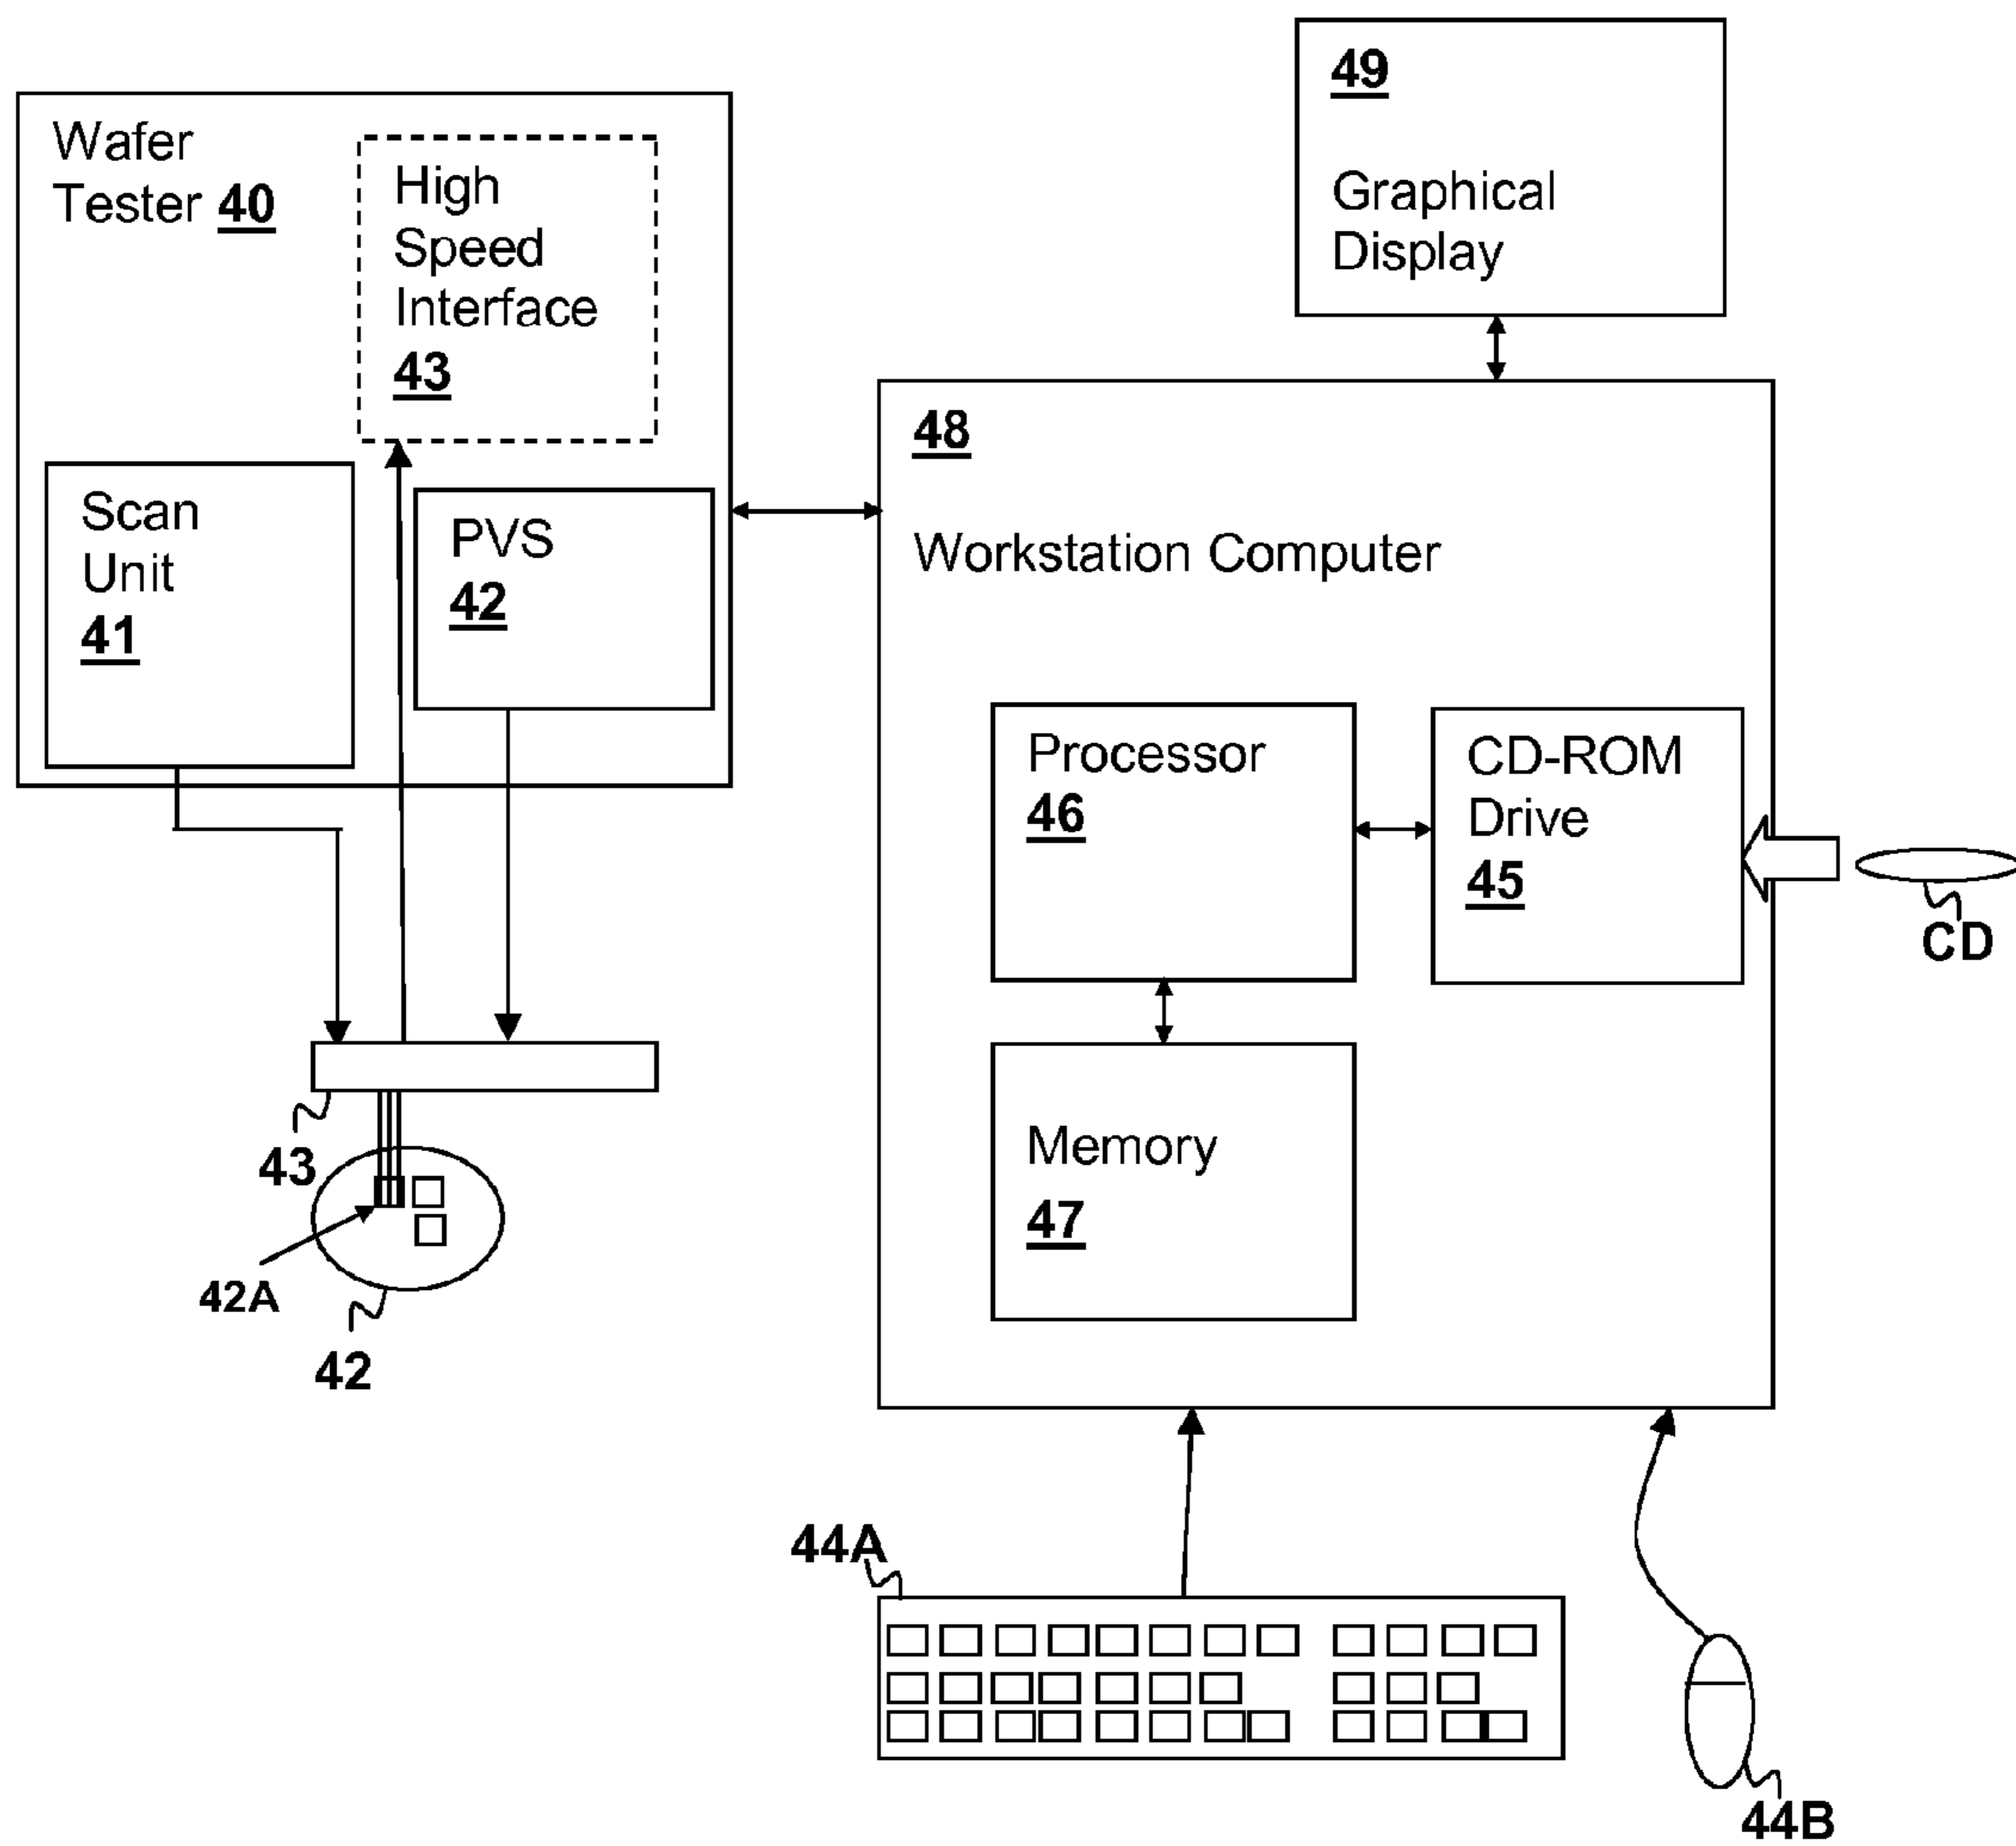 Wafer
Tester 40
High
Speed
Interface
43
Scan
Unit
41
PVS
42
49
Graphical
Display
48
Workstation Computer
Processor
46
CD-ROM
Drive
45
CD
Memory
47
43
42A
42
44A
44B